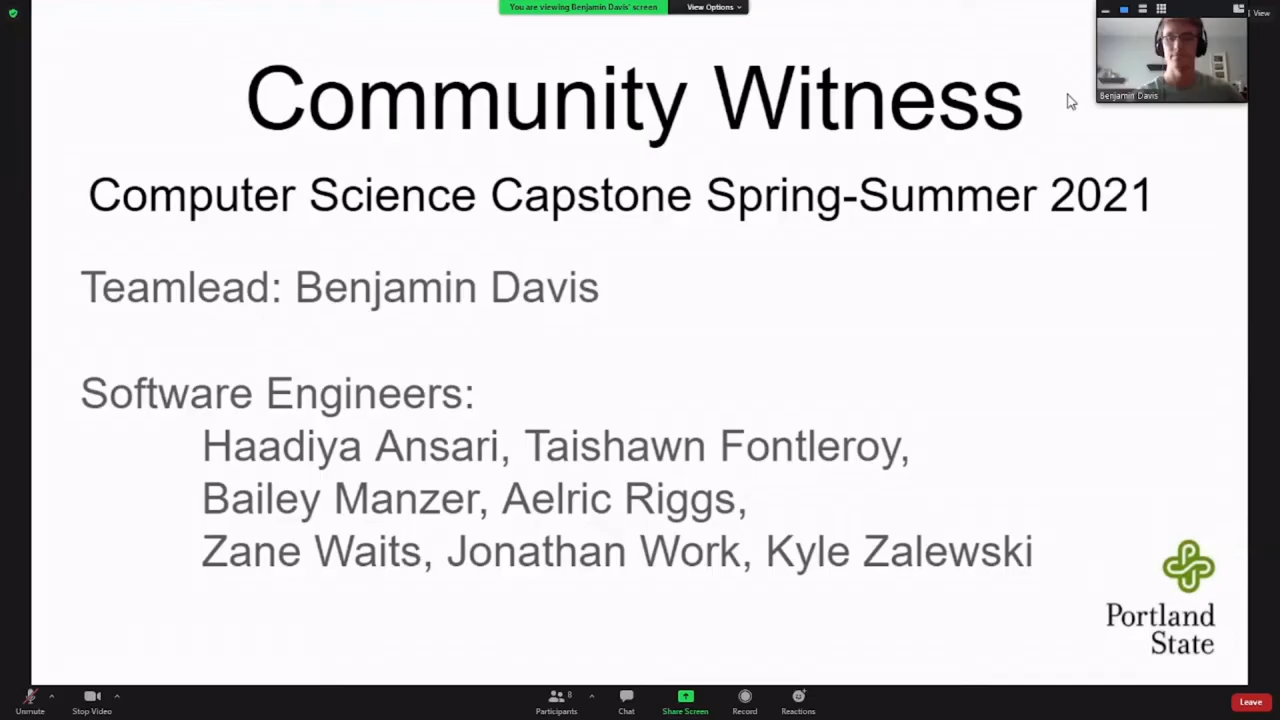 You are viewing Benjamin Davis' screen
View Options
View
Benjamin Davis
Community Witness
Computer Science Capstone Spring-Summer 2021
Teamlead: Benjamin Davis
Software Engineers:
Haadiya Ansari, Taishawn Fontleroy,
Bailey Manzer, Aelric Riggs,
Zane Waits, Jonathan Work, Kyle Zalewski
Portland
State
Unmute
Stop Video
8
Participants
Chat
Share Screen
Record
Reactions
Leave